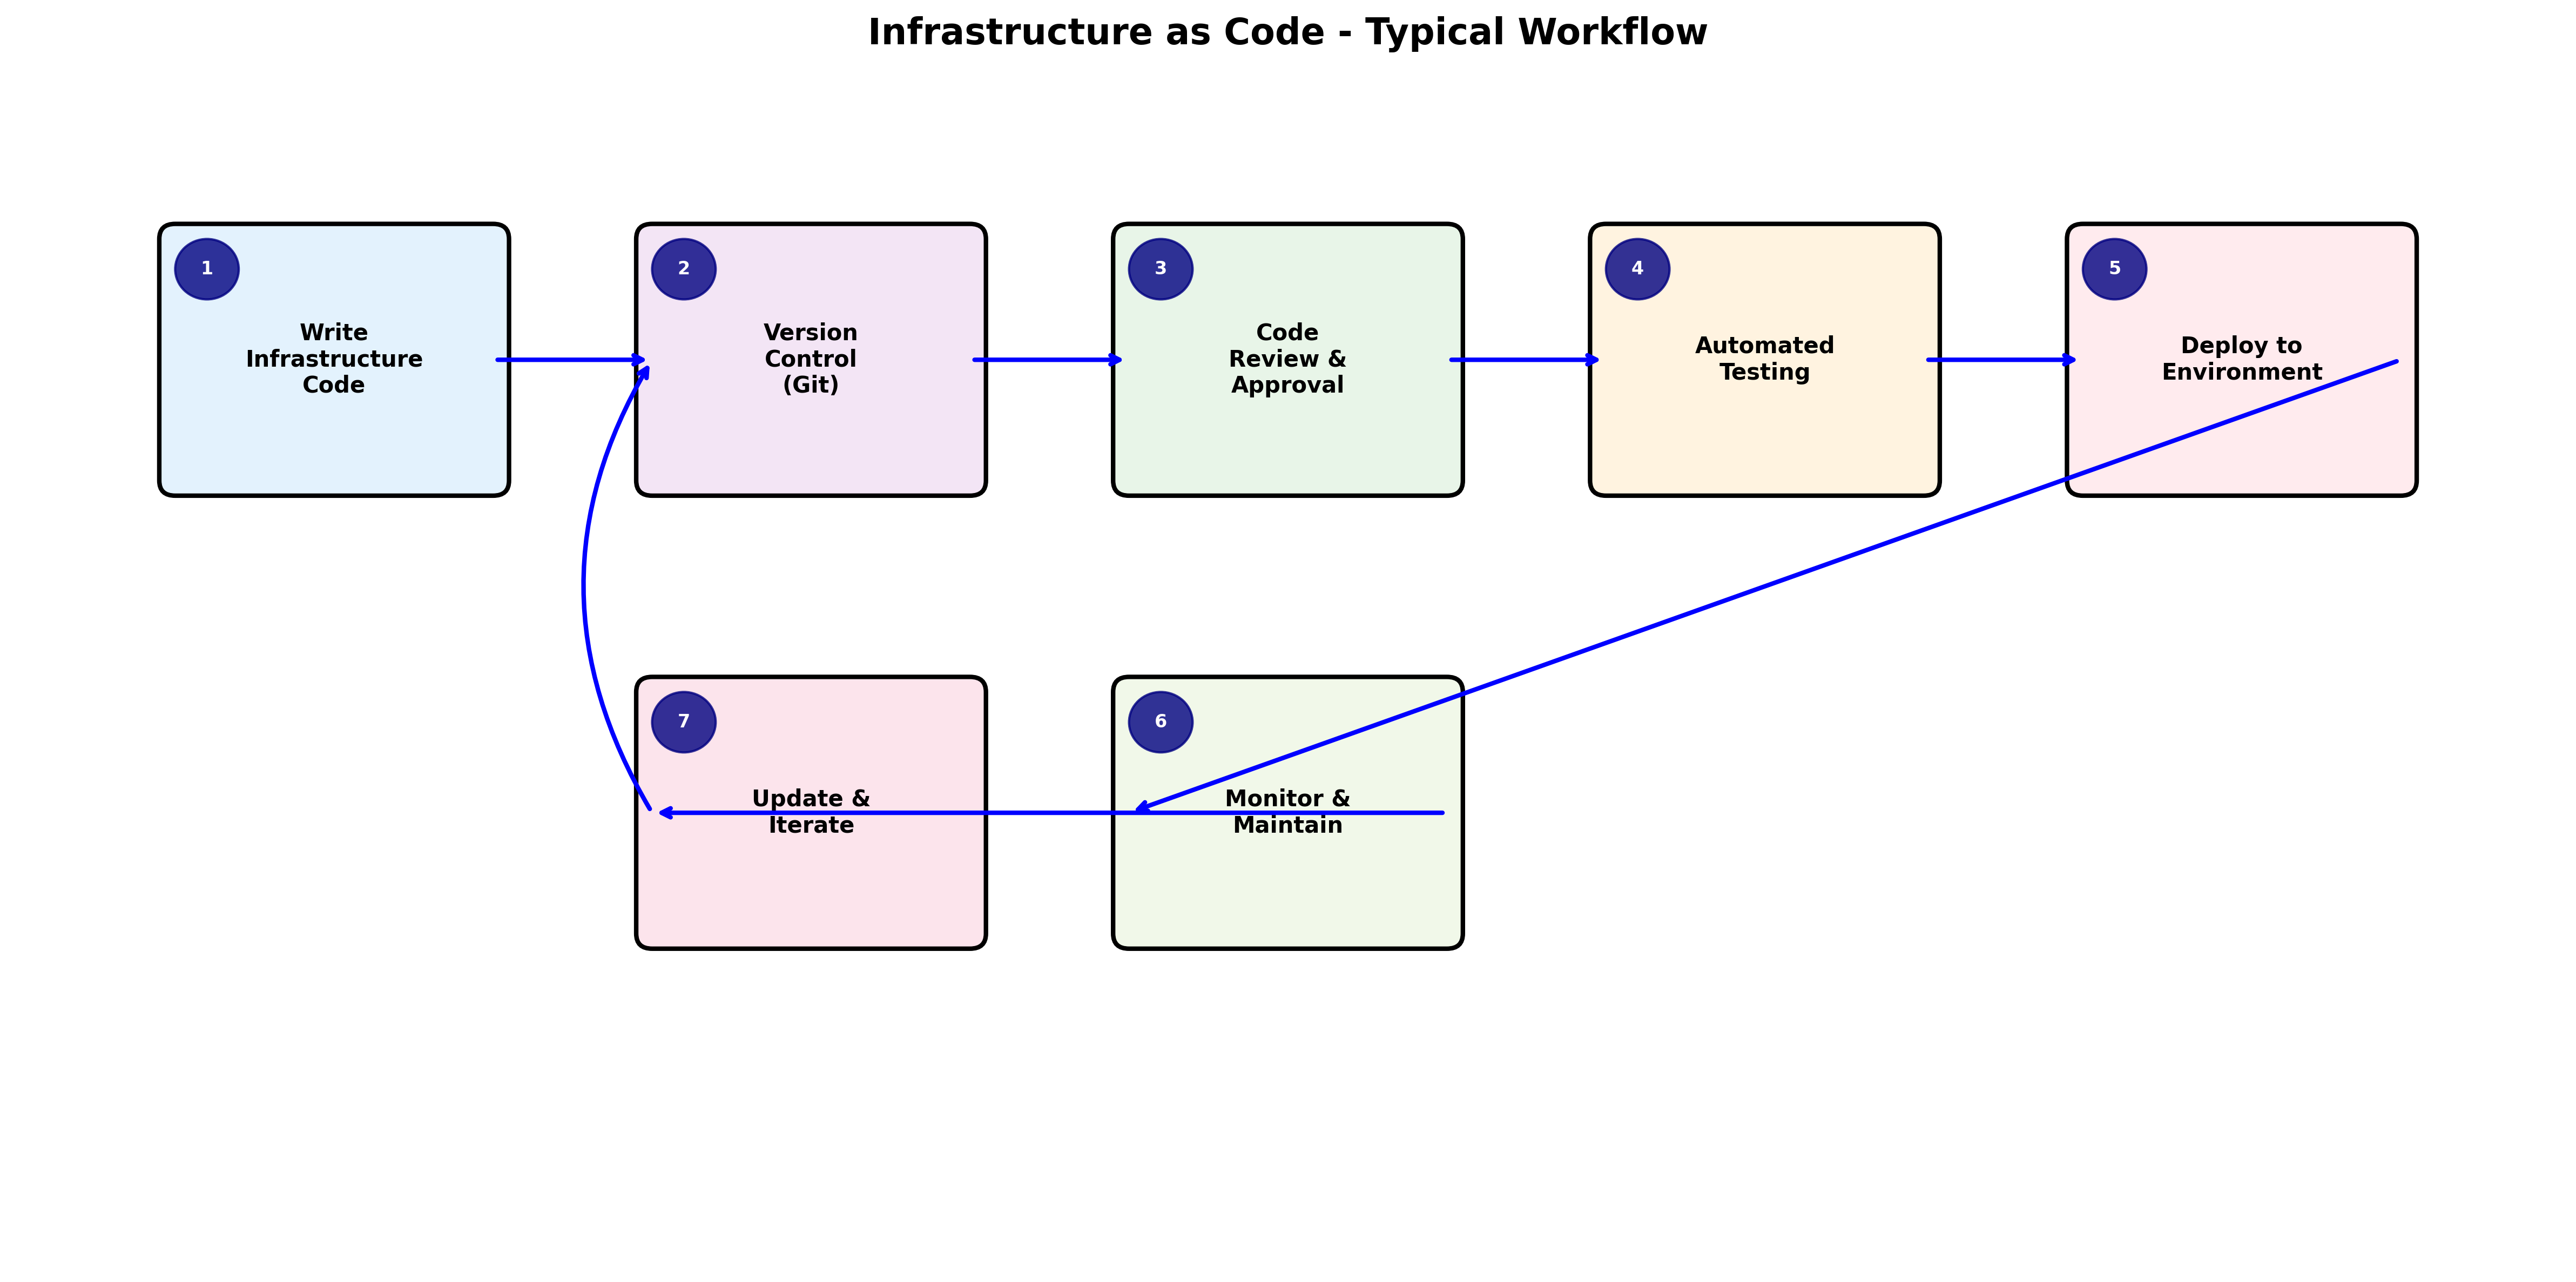 Infrastructure as Code - Typical Workflow
1
Write
Infrastructure
Code
2
Version
Control
(Git)
3
Code
Review &
Approval
4
Automated
Testing
5
Deploy to
Environment
7
Update &
Iterate
6
Monitor &
Maintain